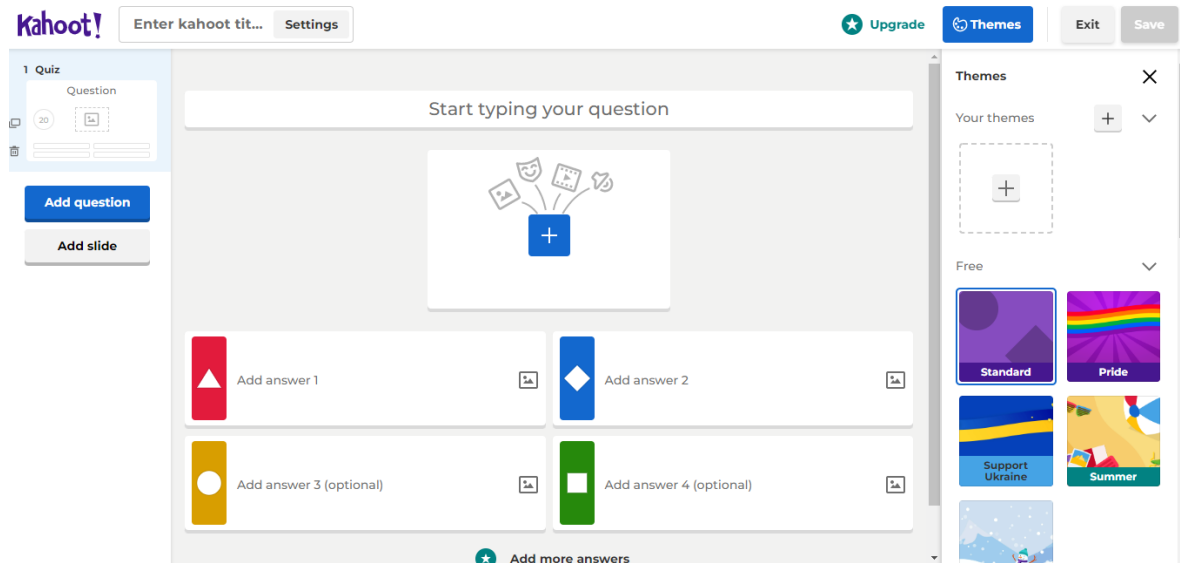 Kahoot!
Enter kahoot tit...
Settings
Upgrade
Themes
Exit
Save
1 Quiz
Question
20
Add question
Add slide
Start typing your question
Add answer 1
Add answer 2
Add answer 3 (optional)
Add answer 4 (optional)
Add more answers
Themes
Your themes
Free
Standard
Pride
Support
Ukraine
Summer